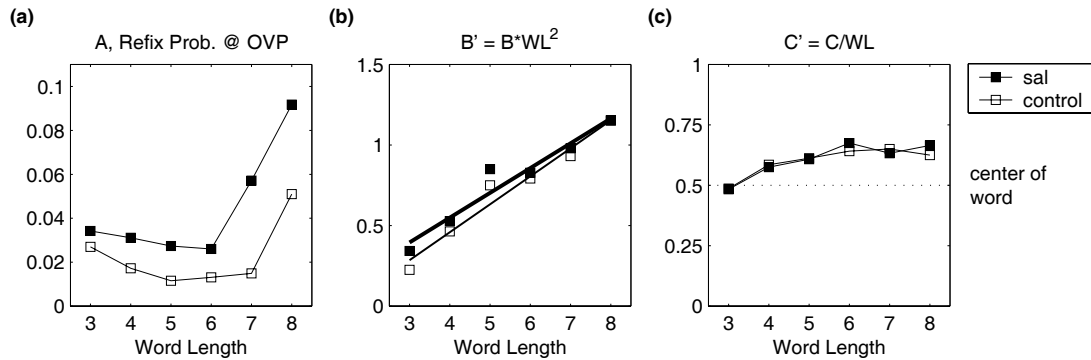 (a)
A, Refix Prob. @ OVP
0.1
0.08
0.06
0.04
0.02
0
3 4 5 6 7 8
Word Length
(b)
B' = B*WL²
1.5
1
0.5
0
3 4 5 6 7 8
Word Length
(c)
C' = C/WL
1
0.75
0.5
0.25
0
3 4 5 6 7 8
Word Length
sal
control
center of
word